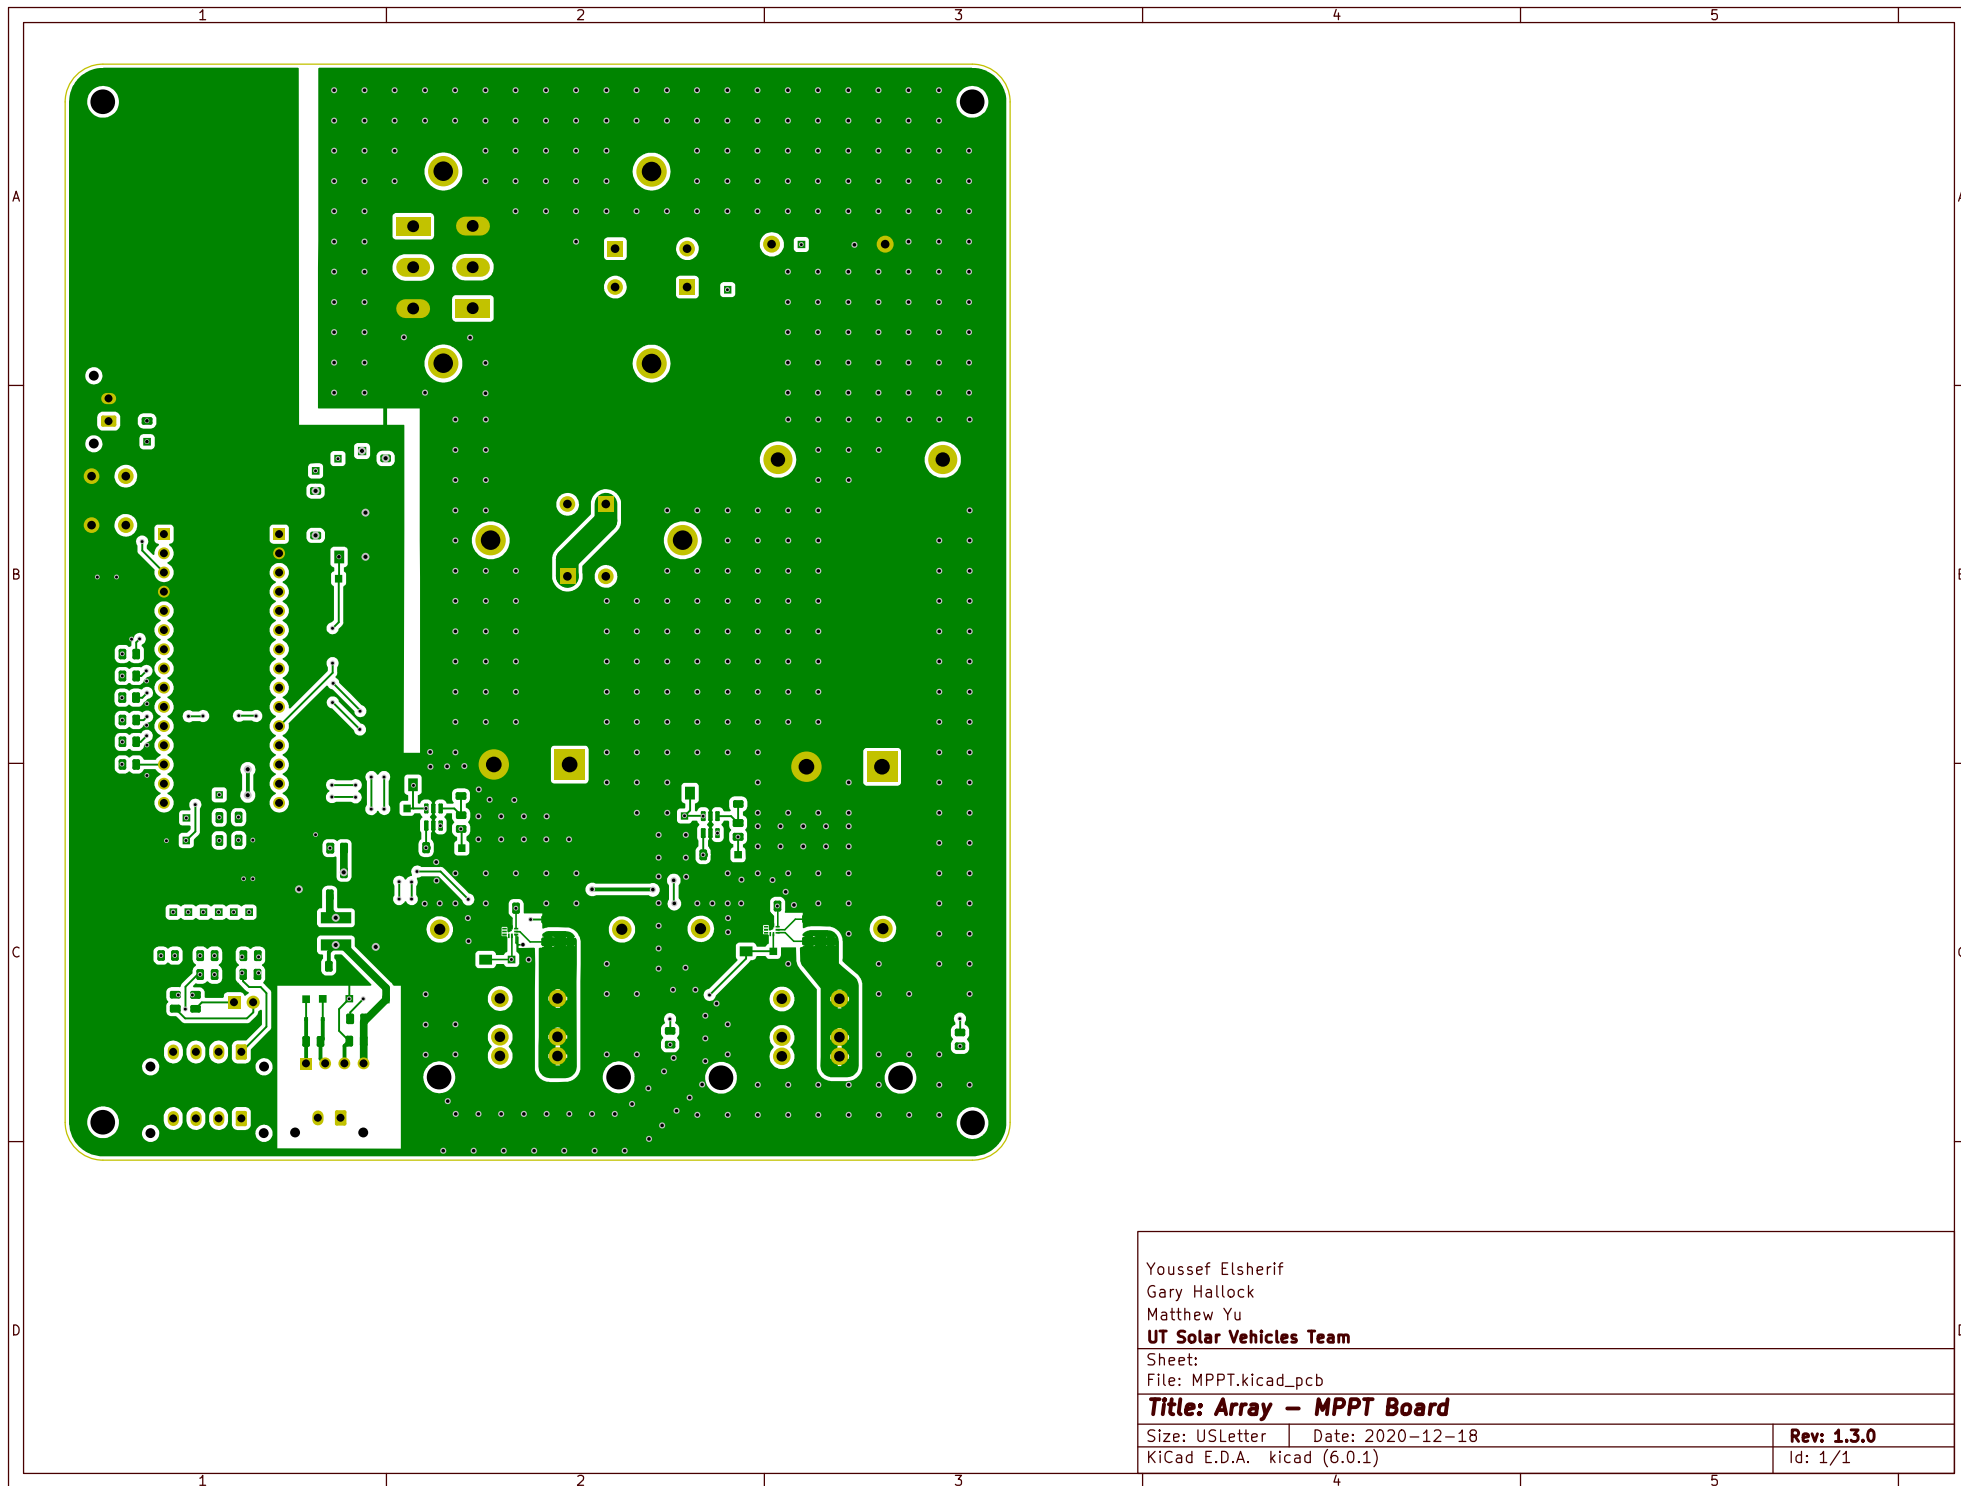 1 2 3 4 5
A A
B B
C C
D D
Youssef Elsherif
Gary Hallock
Matthew Yu
UT Solar Vehicles Team
Sheet:
File: MPPT.kicad_pcb
Title: Array – MPPT Board
Size: USLetter Date: 2020-12-18 Rev: 1.3.0
KiCad E.D.A. kicad (6.0.1) Id: 1/1
1 2 3 4 5